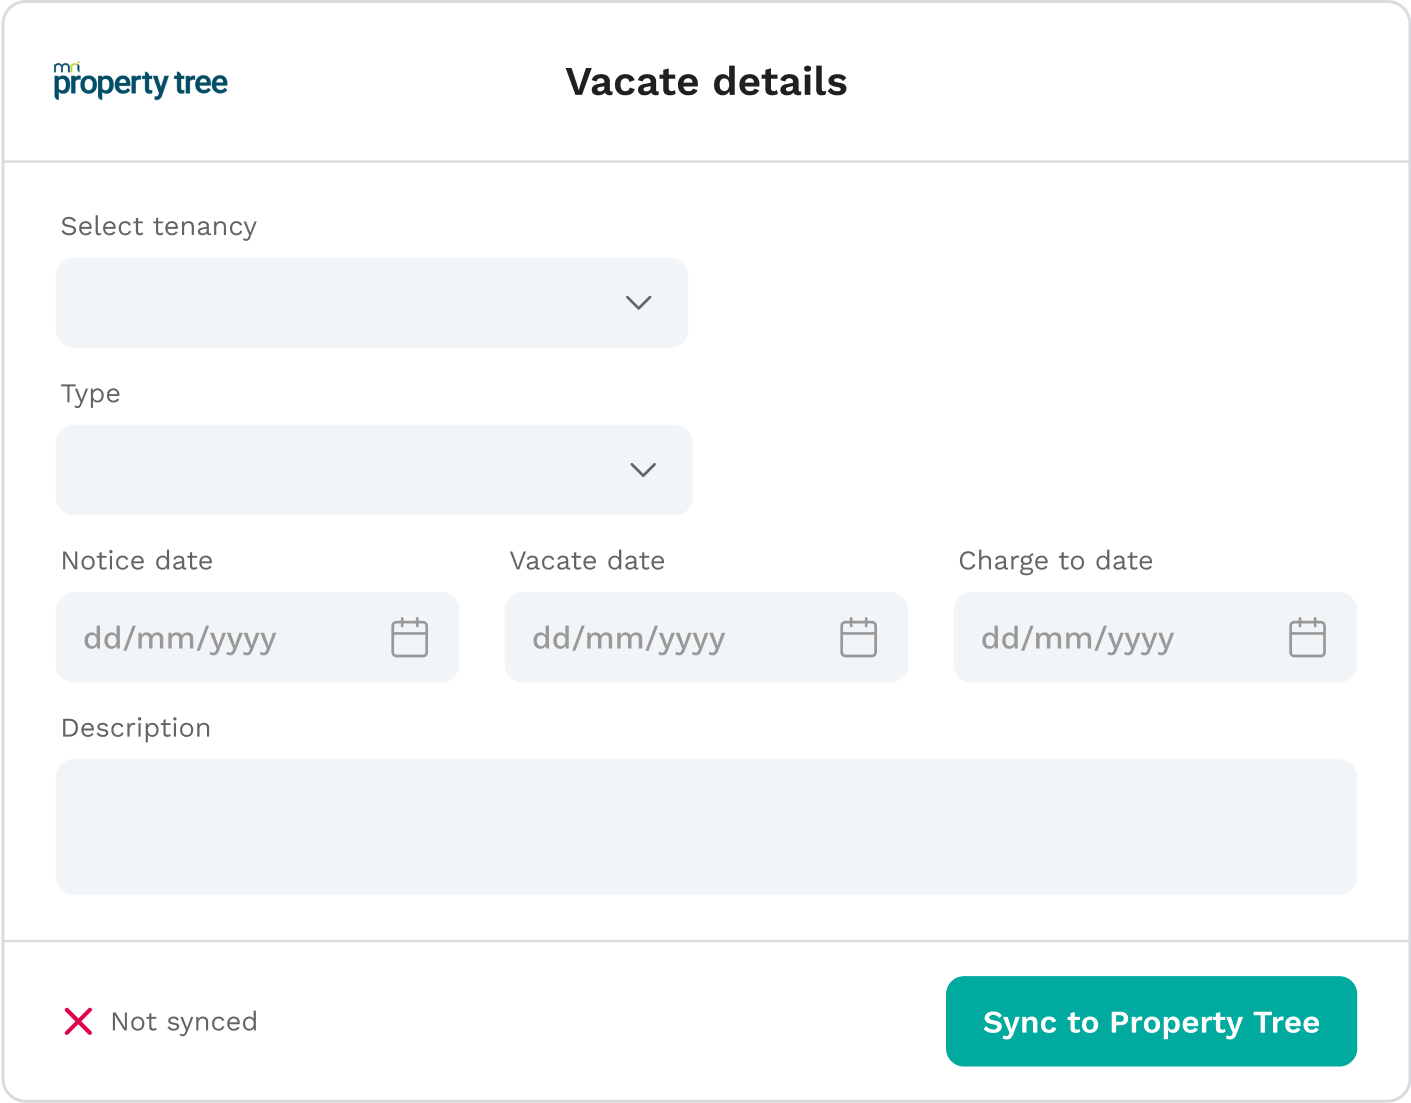 mri
property tree
Vacate details
Select tenancy
Type
Notice date Vacate date Charge to date
dd/mm/yyyy dd/mm/yyyy dd/mm/yyyy
Description
Not synced Sync to Property Tree